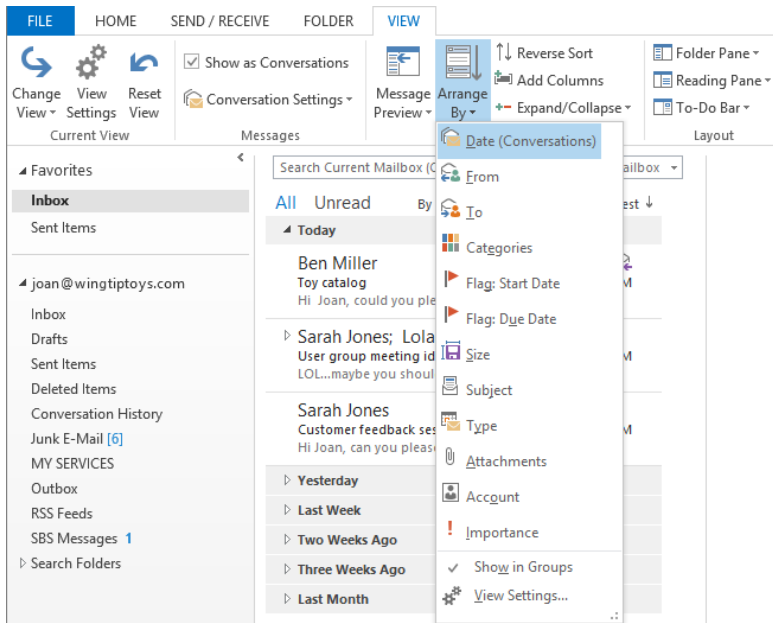 FILE HOME SEND / RECEIVE FOLDER VIEW
Change View
View Settings
Reset View
Current View
Show as Conversations
Conversation Settings
Messages
Message Preview
Arrange By
Reverse Sort
Add Columns
Expand/Collapse
Folder Pane
Reading Pane
To-Do Bar
Layout
Favorites
Inbox
Sent Items
joan@wingtiptoys.com
Inbox
Drafts
Sent Items
Deleted Items
Conversation History
Junk E-Mail [6]
MY SERVICES
Outbox
RSS Feeds
SBS Messages 1
Search Folders
Search Current Mailbox (C
ailbox
All Unread By
est ↓
Today
Ben Miller
Toy catalog
M
Hi Joan, could you ple
Sarah Jones; Lola
User group meeting id
M
LOL...maybe you shoul
Sarah Jones
Customer feedback ses
M
Hi Joan, can you pleas
Yesterday
Last Week
Two Weeks Ago
Three Weeks Ago
Last Month
Date (Conversations)
From
To
Categories
Flag: Start Date
Flag: Due Date
Size
Subject
Type
Attachments
Account
Importance
Show in Groups
View Settings...